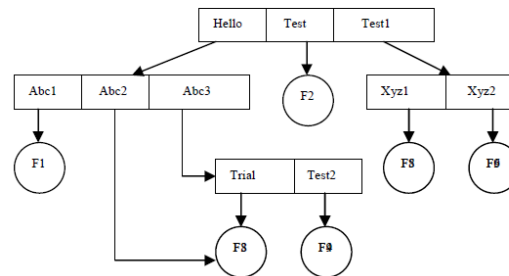 Hello Test Test1
Abc1 Abc2 Abc3
F2
Xyz1 Xyz2
F1
Trial Test2